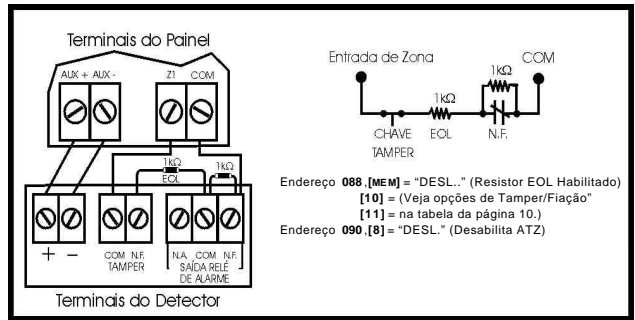 Terminais do Painel
AUX + AUX -
Z1 COM
1kΩ
EOL
1kΩ
+ −
COM N.F.
TAMPER
N.A. COM N.F.
SAÍDA RELÉ
DE ALARME
Terminais do Detector
Entrada de Zona
COM
1kΩ
1kΩ
CHAVE
TAMPER
EOL
N.F.
Endereço 088,[MEM] = “DESL..” (Resistor EOL Habilitado)
[10] = (Veja opções de Tamper/Fiação”
[11] = na tabela da página 10.)
Endereço 090,[8] = “DESL.” (Desabilita ATZ)